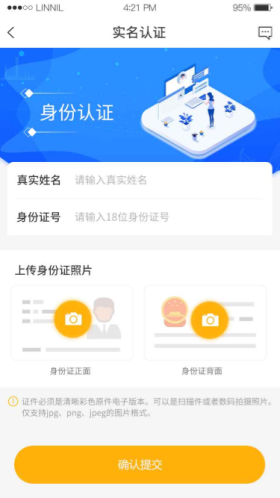 ●●●○○ LINNIL 4:21 PM 95%
实名认证
身份认证
真实姓名 请输入真实姓名
身份证号 请输入18位身份证号
上传身份证照片
身份证正面 身份证背面
证件必须是清晰彩色原件电子版本。可以是扫描件或者数码拍摄照片。
仅支持jpg、png、jpeg的图片格式。
确认提交